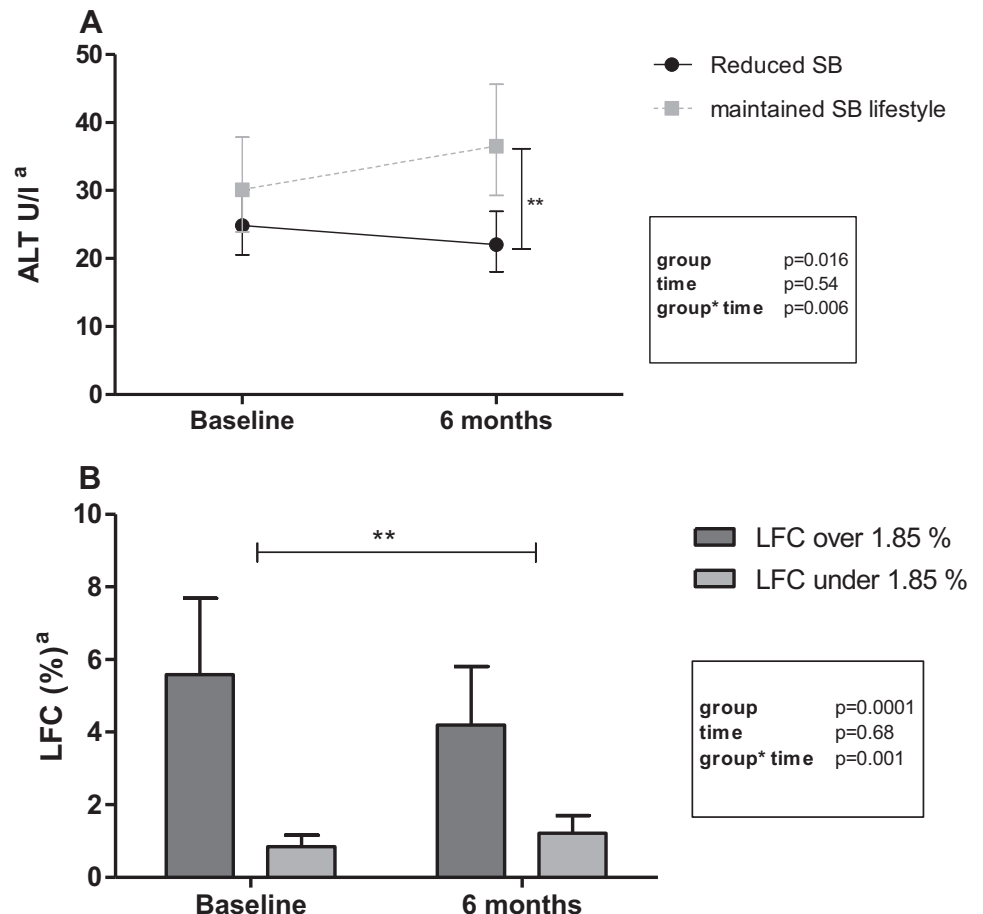 A
50
40
30
20
10
0
ALT U/l a
Baseline 6 months
**
Reduced SB
maintained SB lifestyle
group p=0.016
time p=0.54
group* time p=0.006
B
10
8
6
4
2
0
LFC (%)a
Baseline 6 months
**
LFC over 1.85 %
LFC under 1.85 %
group p=0.0001
time p=0.68
group* time p=0.001